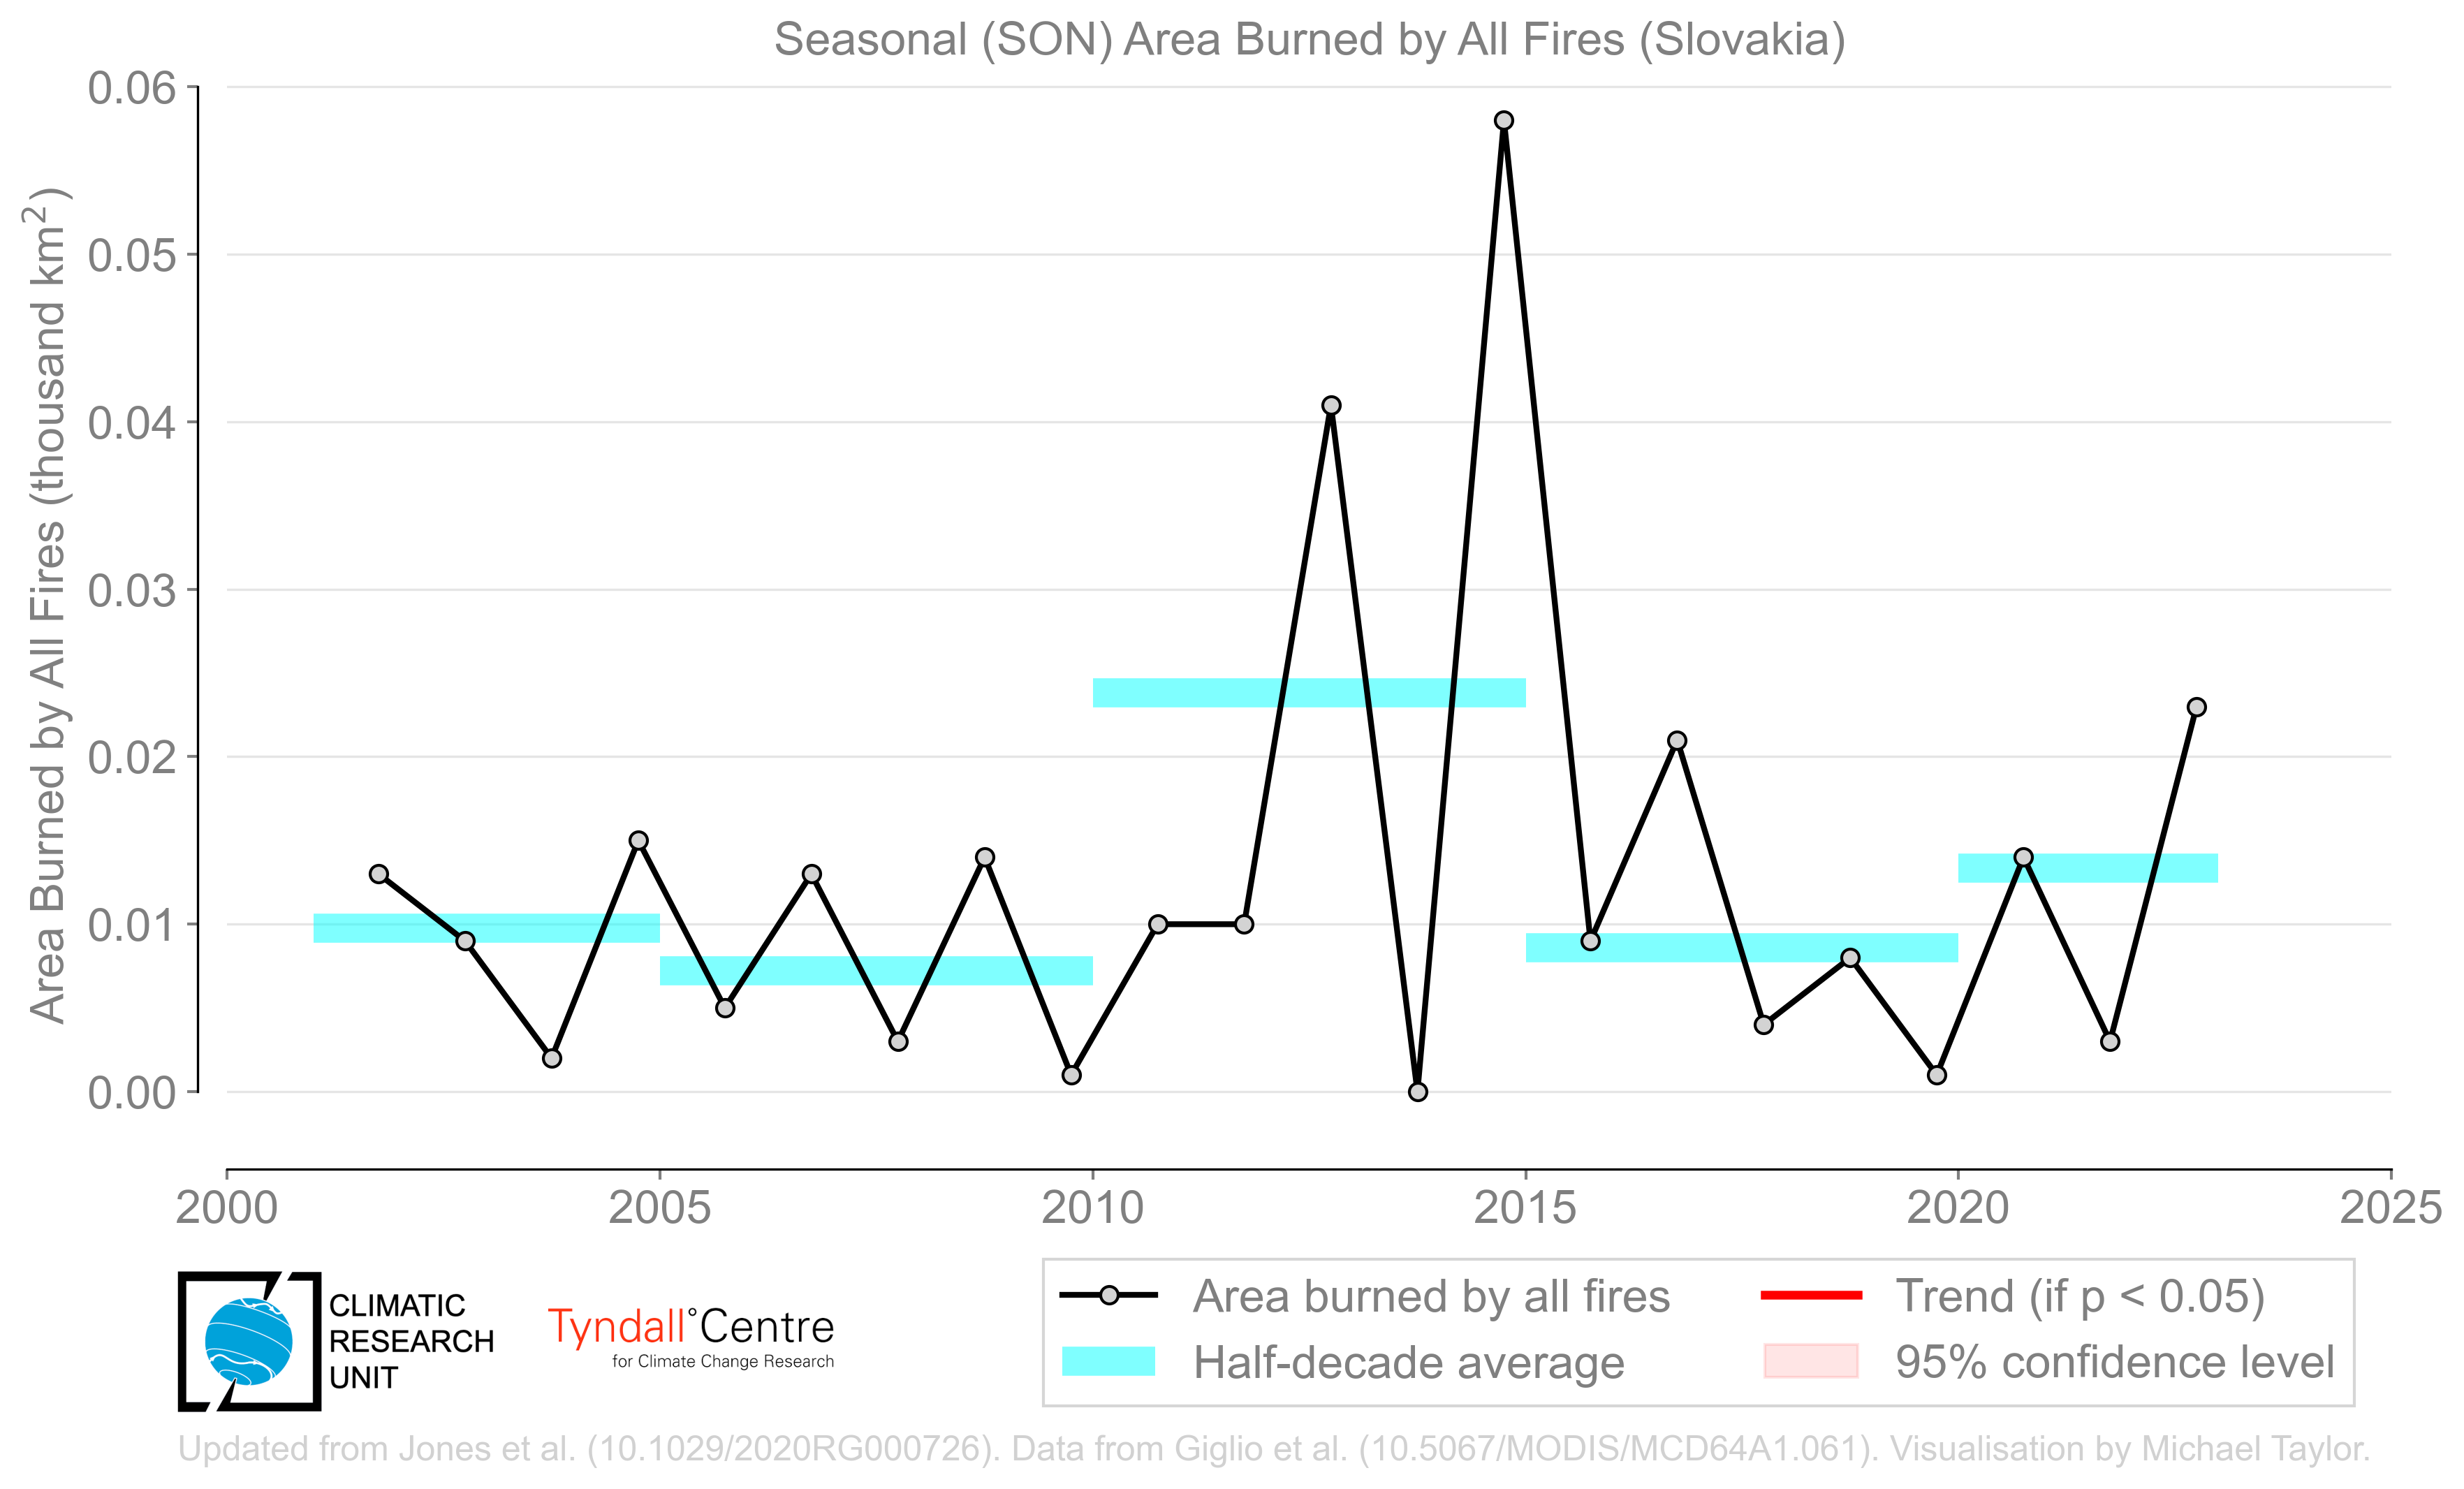 Seasonal (SON) Area Burned by All Fires (Slovakia)
Area Burned by All Fires (thousand km²)
0.06
0.05
0.04
0.03
0.02
0.01
0.00
2000 2005 2010 2015 2020 2025
CLIMATIC
RESEARCH
UNIT
Tyndall°Centre
for Climate Change Research
Area burned by all fires
Half-decade average
Trend (if p < 0.05)
95% confidence level
Updated from Jones et al. (10.1029/2020RG000726). Data from Giglio et al. (10.5067/MODIS/MCD64A1.061). Visualisation by Michael Taylor.